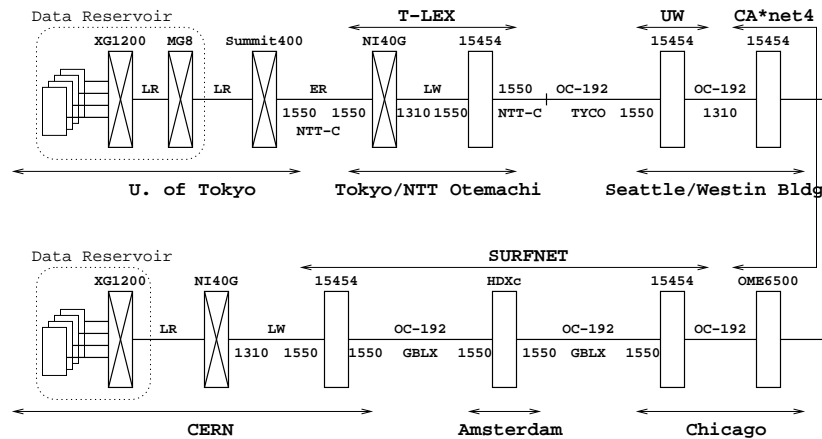 T-LEX UW CA*net4
Data Reservoir
XG1200 MG8 Summit400 NI40G 15454 15454 15454
LR LR ER LW 1550 OC-192 OC-192
1550 1550 1310 1550 NTT-C TYCO 1550 1310
NTT-C
U. of Tokyo Tokyo/NTT Otemachi Seattle/Westin Bldg
Data Reservoir SURFNET
XG1200 NI40G 15454 HDXc 15454 OME6500
LR LW OC-192 OC-192 OC-192
1310 1550 1550 GBLX 1550 1550 GBLX 1550
CERN Amsterdam Chicago